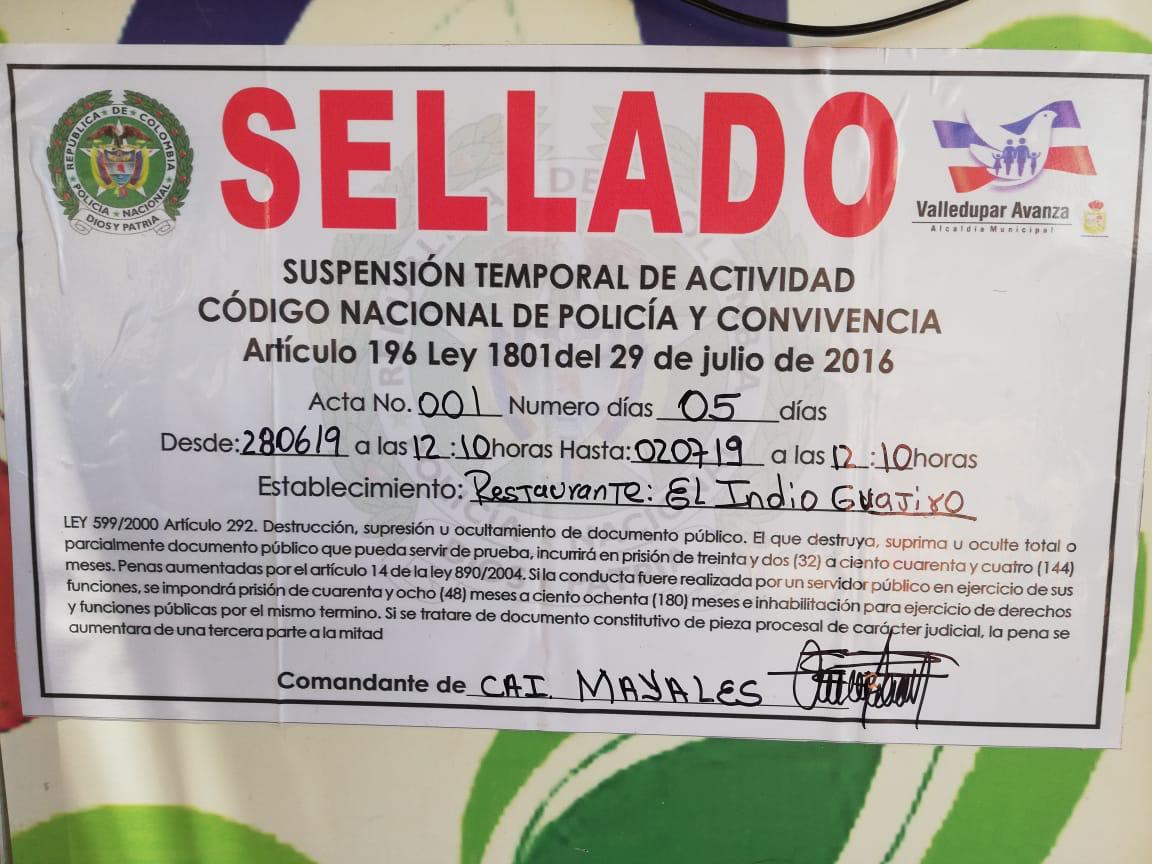 REPÚBLICA DE COLOMBIA
POLICÍA NACIONAL
DIOS Y PATRIA
SELLADO
Valledupar Avanza
Alcaldía Municipal
SUSPENSIÓN TEMPORAL DE ACTIVIDAD
CÓDIGO NACIONAL DE POLICÍA Y CONVIVENCIA
Artículo 196 Ley 1801del 29 de julio de 2016
Acta No. 001 Numero días 05 días
Desde: 280619 a las 12:10 horas Hasta: 020719 a las 12:10 horas
Establecimiento: Restaurante: EL Indio Guajiro
LEY 599/2000 Artículo 292. Destrucción, supresión u ocultamiento de documento público. El que destruya, suprima u oculte total o
parcialmente documento público que pueda servir de prueba, incurrirá en prisión de treinta y dos (32) a ciento cuarenta y cuatro (144)
meses. Penas aumentadas por el artículo 14 de la ley 890/2004. Si la conducta fuere realizada por un servidor público en ejercicio de sus
funciones, se impondrá prisión de cuarenta y ocho (48) meses a ciento ochenta (180) meses e inhabilitación para ejercicio de derechos
y funciones públicas por el mismo termino. Si se tratare de documento constitutivo de pieza procesal de carácter judicial, la pena se
aumentara de una tercera parte a la mitad
Comandante de CAI. MAYALES